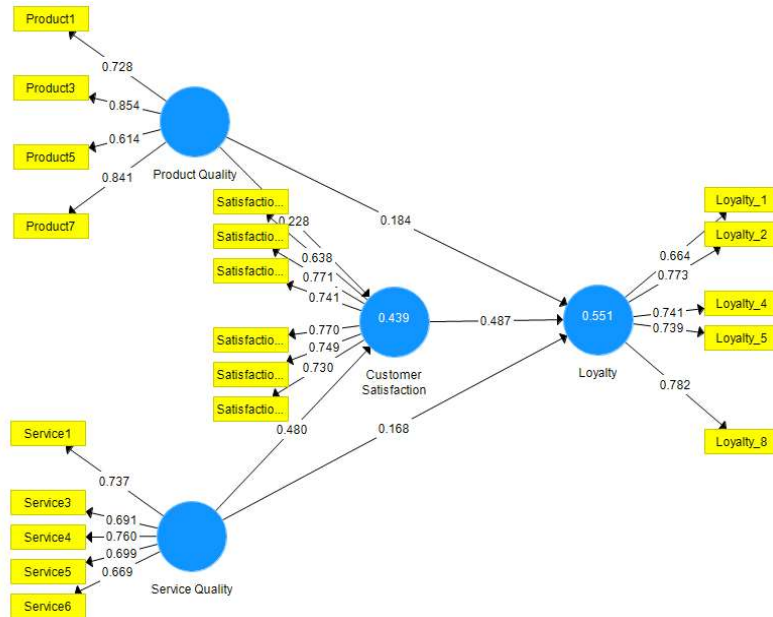 Product1
0.728
Product3
0.854
Product5
0.614
0.841
Product7
Product Quality
Satisfactio...
0.228
0.184
Satisfactio...
0.638
Satisfactio...
0.771
0.741
Satisfactio...
0.770
Satisfactio...
0.749
Satisfactio...
0.730
0.439
Customer
Satisfaction
0.487
0.551
Loyalty
Loyalty_1
0.664
Loyalty_2
0.773
Loyalty_4
0.741
Loyalty_5
0.739
0.782
Loyalty_8
0.480
0.168
Service1
0.737
Service3
0.691
Service4
0.760
Service5
0.699
Service6
0.669
Service Quality